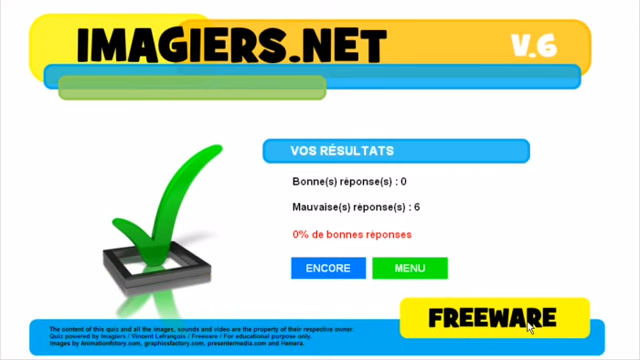 IMAGIERS.NET
V.6
VOS RÉSULTATS
Bonne(s) réponse(s) : 0
Mauvaise(s) réponse(s) : 6
0% de bonnes réponses
ENCORE
MENU
FREEWARE
The content of this quiz and all the images, sounds and video are the property of their respective owner.
Quiz powered by Imagiers / Vincent Lefrançois / Freeware / For educational purpose only.
Images by Animationfactory.com, graphicsfactory.com, presentermedia.com and Hemera.